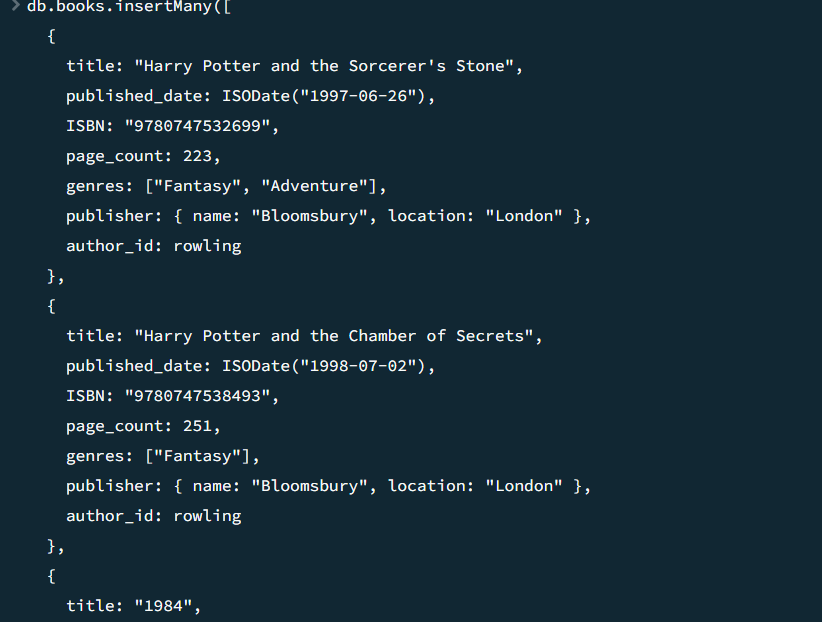 > db.books.insertMany([
{
title: "Harry Potter and the Sorcerer's Stone",
published_date: ISODate("1997-06-26"),
ISBN: "9780747532699",
page_count: 223,
genres: ["Fantasy", "Adventure"],
publisher: { name: "Bloomsbury", location: "London" },
author_id: rowling
},
{
title: "Harry Potter and the Chamber of Secrets",
published_date: ISODate("1998-07-02"),
ISBN: "9780747538493",
page_count: 251,
genres: ["Fantasy"],
publisher: { name: "Bloomsbury", location: "London" },
author_id: rowling
},
{
title: "1984",